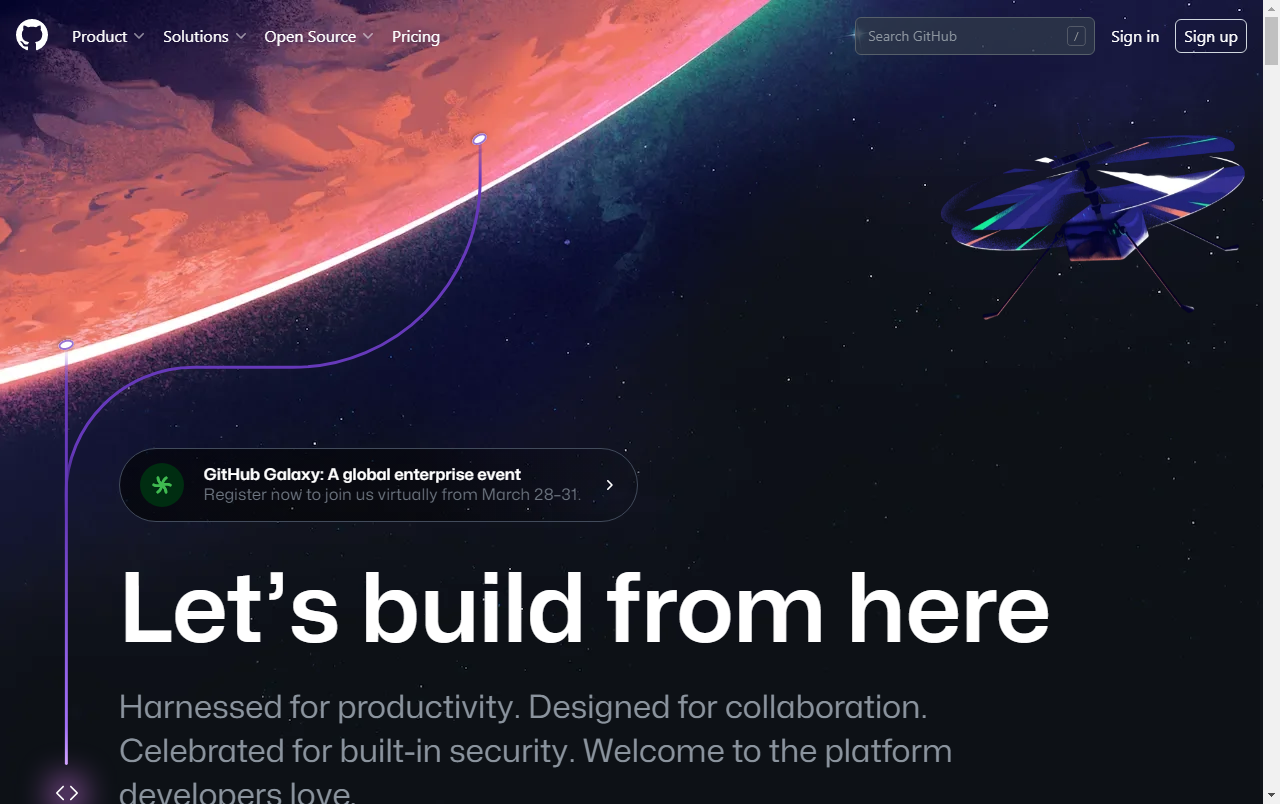 Product Solutions Open Source Pricing Search GitHub / Sign in Sign up
GitHub Galaxy: A global enterprise event
Register now to join us virtually from March 28–31.
Let’s build from here
Harnessed for productivity. Designed for collaboration.
Celebrated for built-in security. Welcome to the platform
developers love.